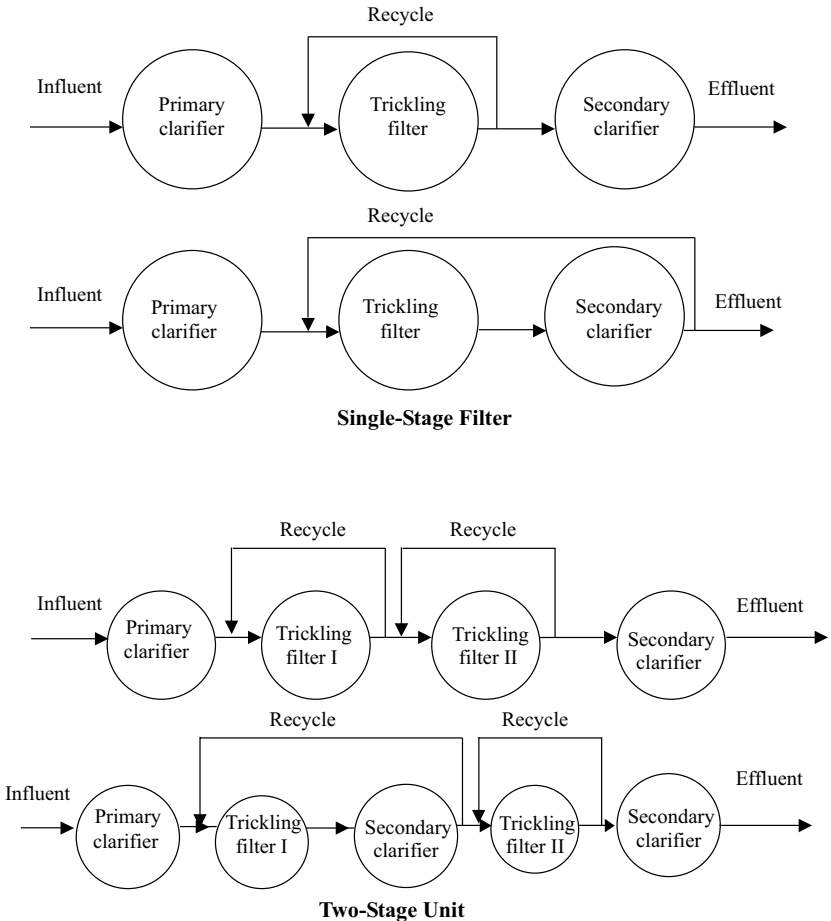 Recycle
Influent
Primary
clarifier
Trickling
filter
Secondary
clarifier
Effluent
Recycle
Influent
Primary
clarifier
Trickling
filter
Secondary
clarifier
Effluent
Single-Stage Filter
Recycle
Recycle
Influent
Primary
clarifier
Trickling
filter I
Trickling
filter II
Secondary
clarifier
Effluent
Recycle
Recycle
Influent
Primary
clarifier
Trickling
filter I
Secondary
clarifier
Trickling
filter II
Secondary
clarifier
Effluent
Two-Stage Unit